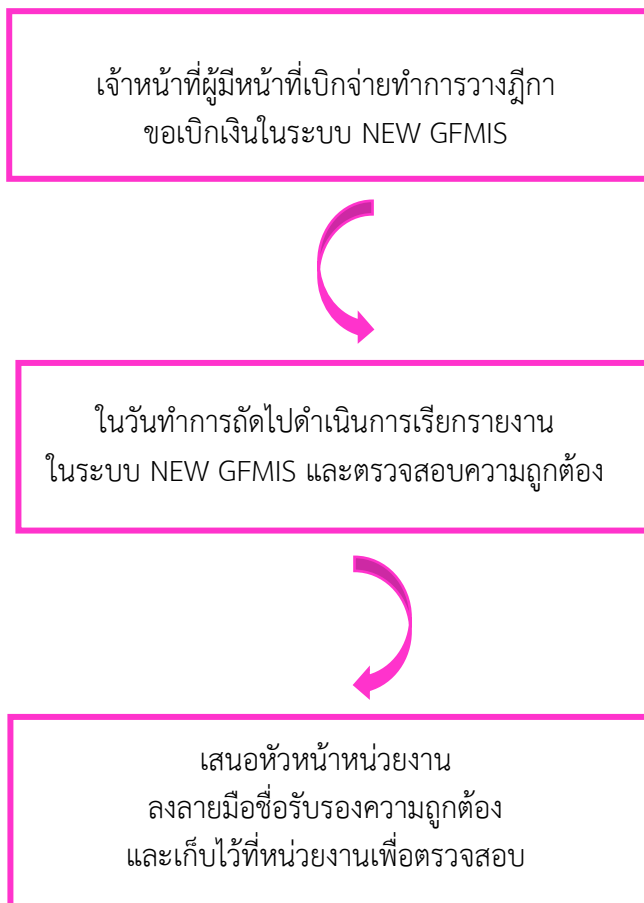 เจ้าหน้าที่ผู้มีหน้าที่เบิกจ่ายทำการวางฎีกา
ขอเบิกเงินในระบบ NEW GFMIS
ในวันทำการถัดไปดำเนินการเรียกรายงาน
ในระบบ NEW GFMIS และตรวจสอบความถูกต้อง
เสนอหัวหน้าหน่วยงาน
ลงลายมือชื่อรับรองความถูกต้อง
และเก็บไว้ที่หน่วยงานเพื่อตรวจสอบ